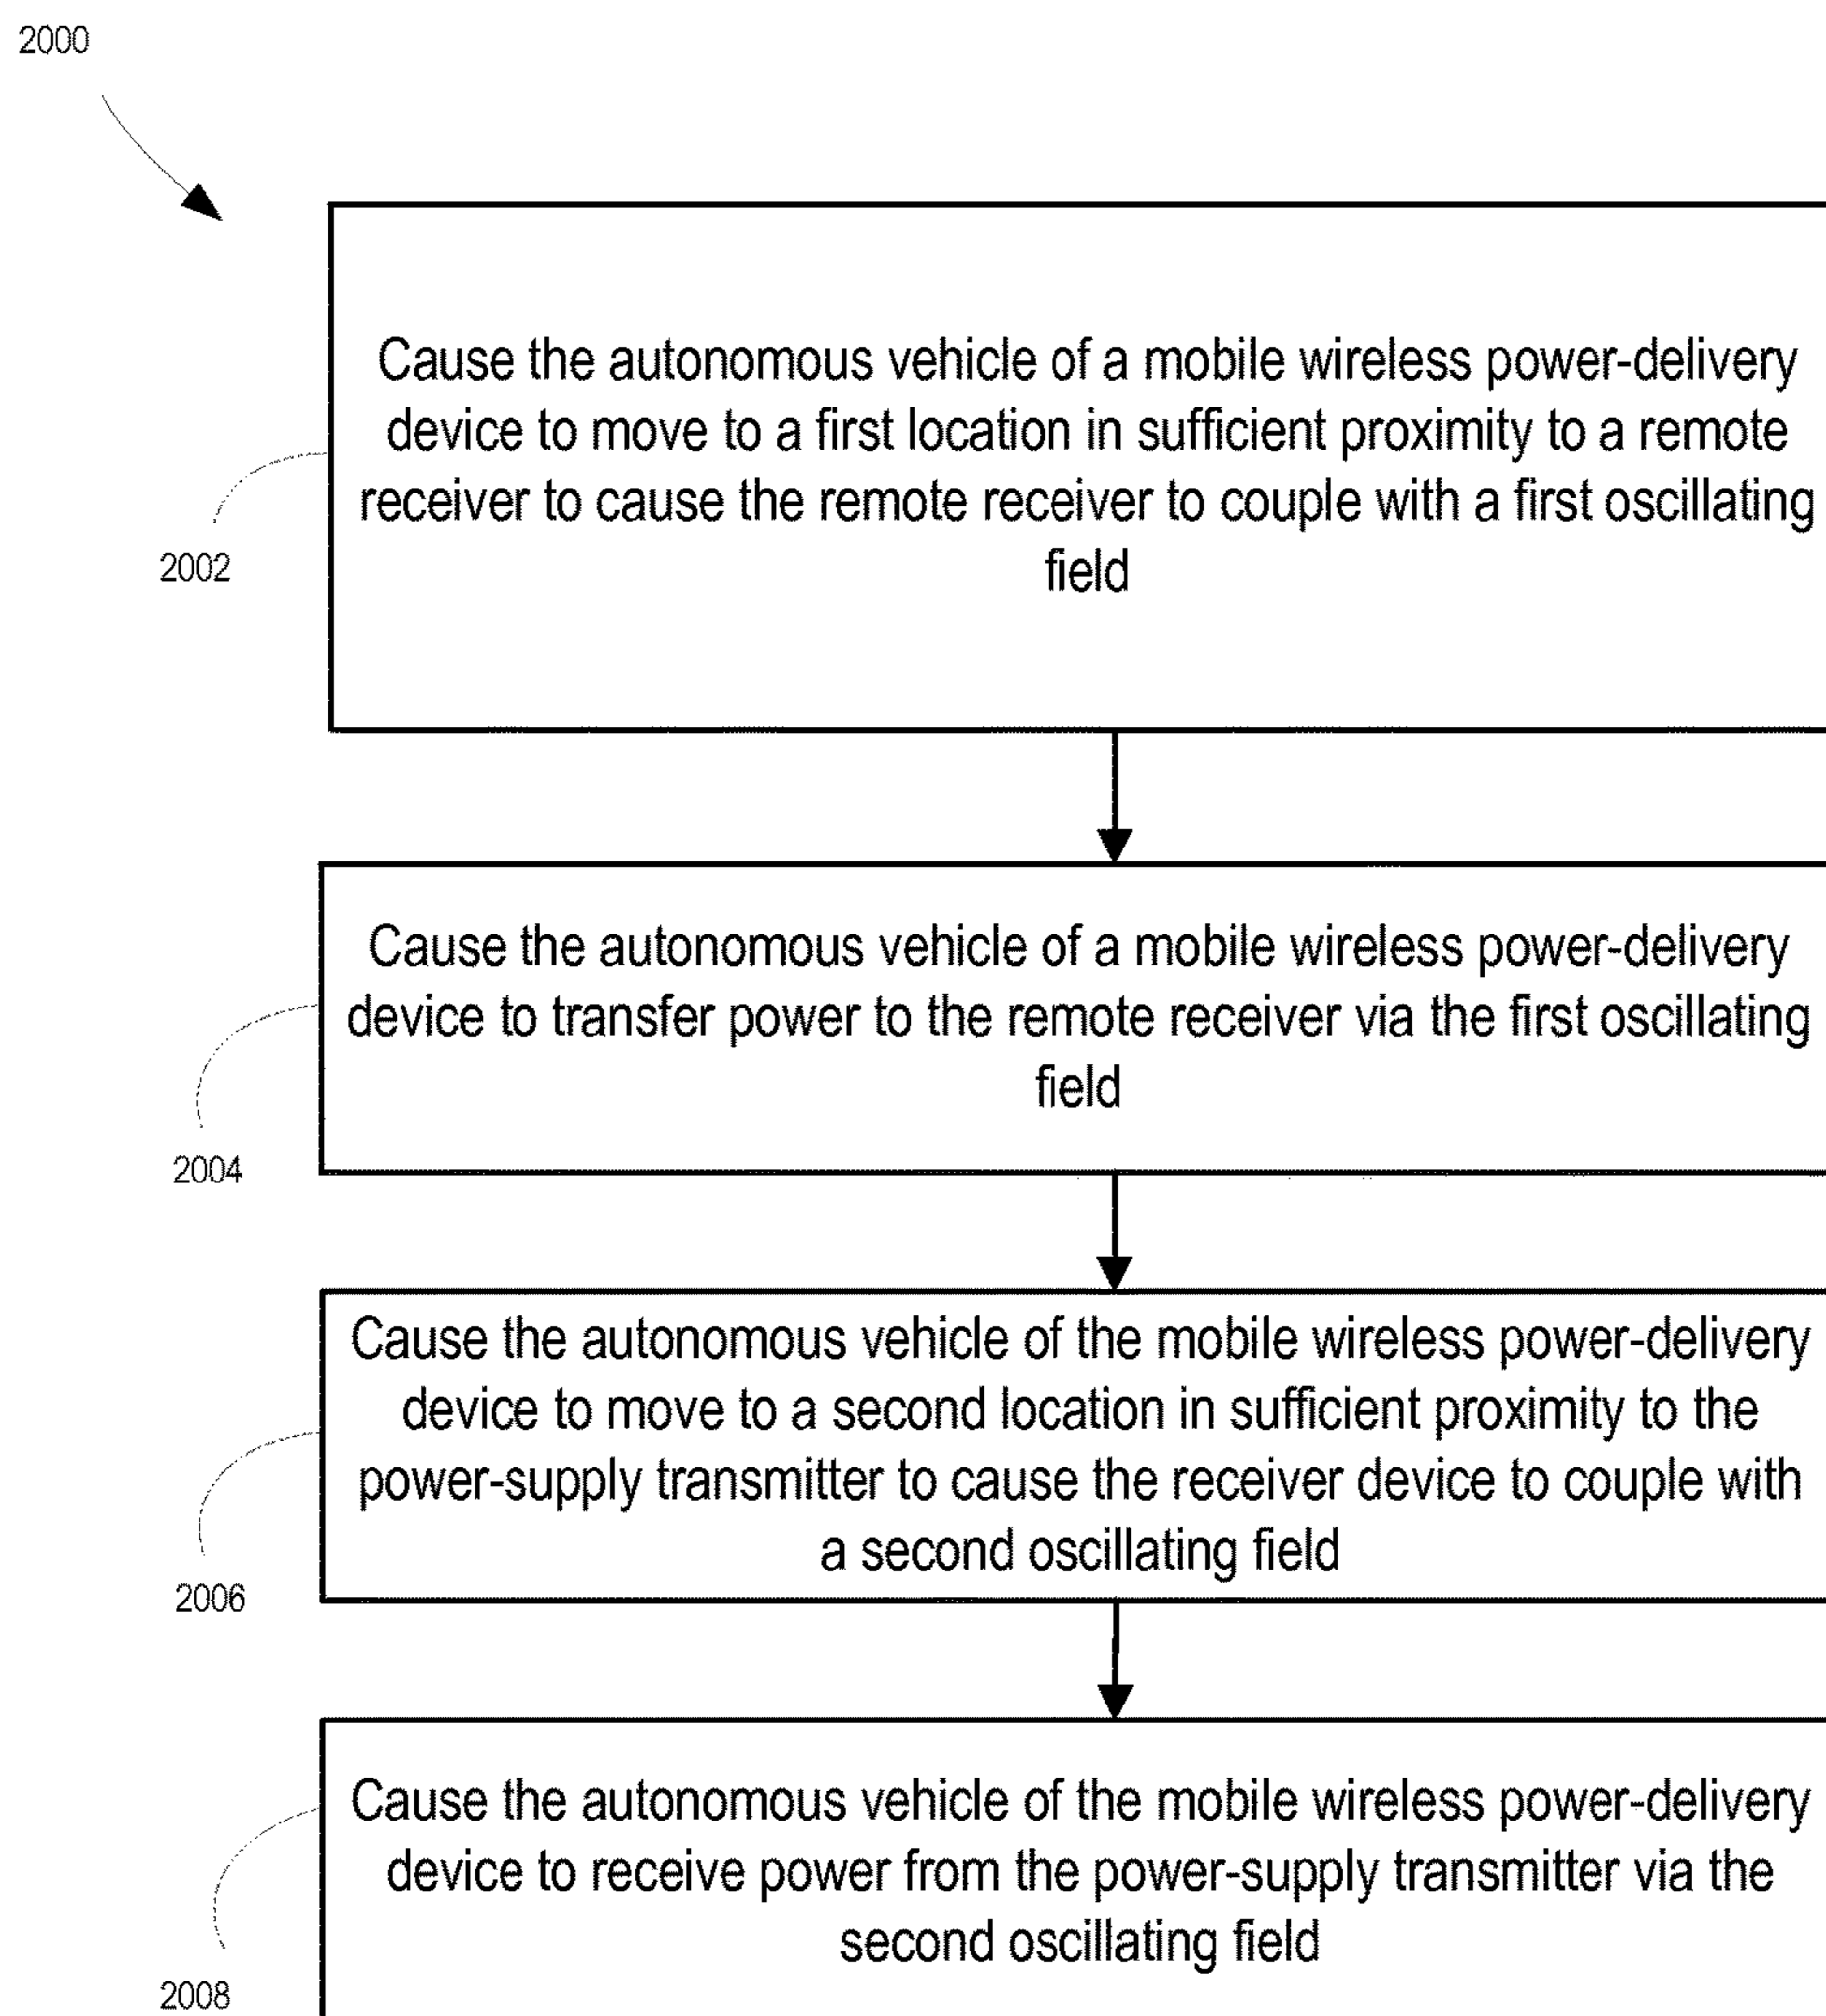 2000
Cause the autonomous vehicle of a mobile wireless power-delivery
device to move to a first location in sufficient proximity to a remote
receiver to cause the remote receiver to couple with a first oscillating
field
2002
Cause the autonomous vehicle of a mobile wireless power-delivery
device to transfer power to the remote receiver via the first oscillating
field
2004
Cause the autonomous vehicle of the mobile wireless power-delivery
device to move to a second location in sufficient proximity to the
power-supply transmitter to cause the receiver device to couple with
a second oscillating field
2006
Cause the autonomous vehicle of the mobile wireless power-delivery
device to receive power from the power-supply transmitter via the
second oscillating field
2008